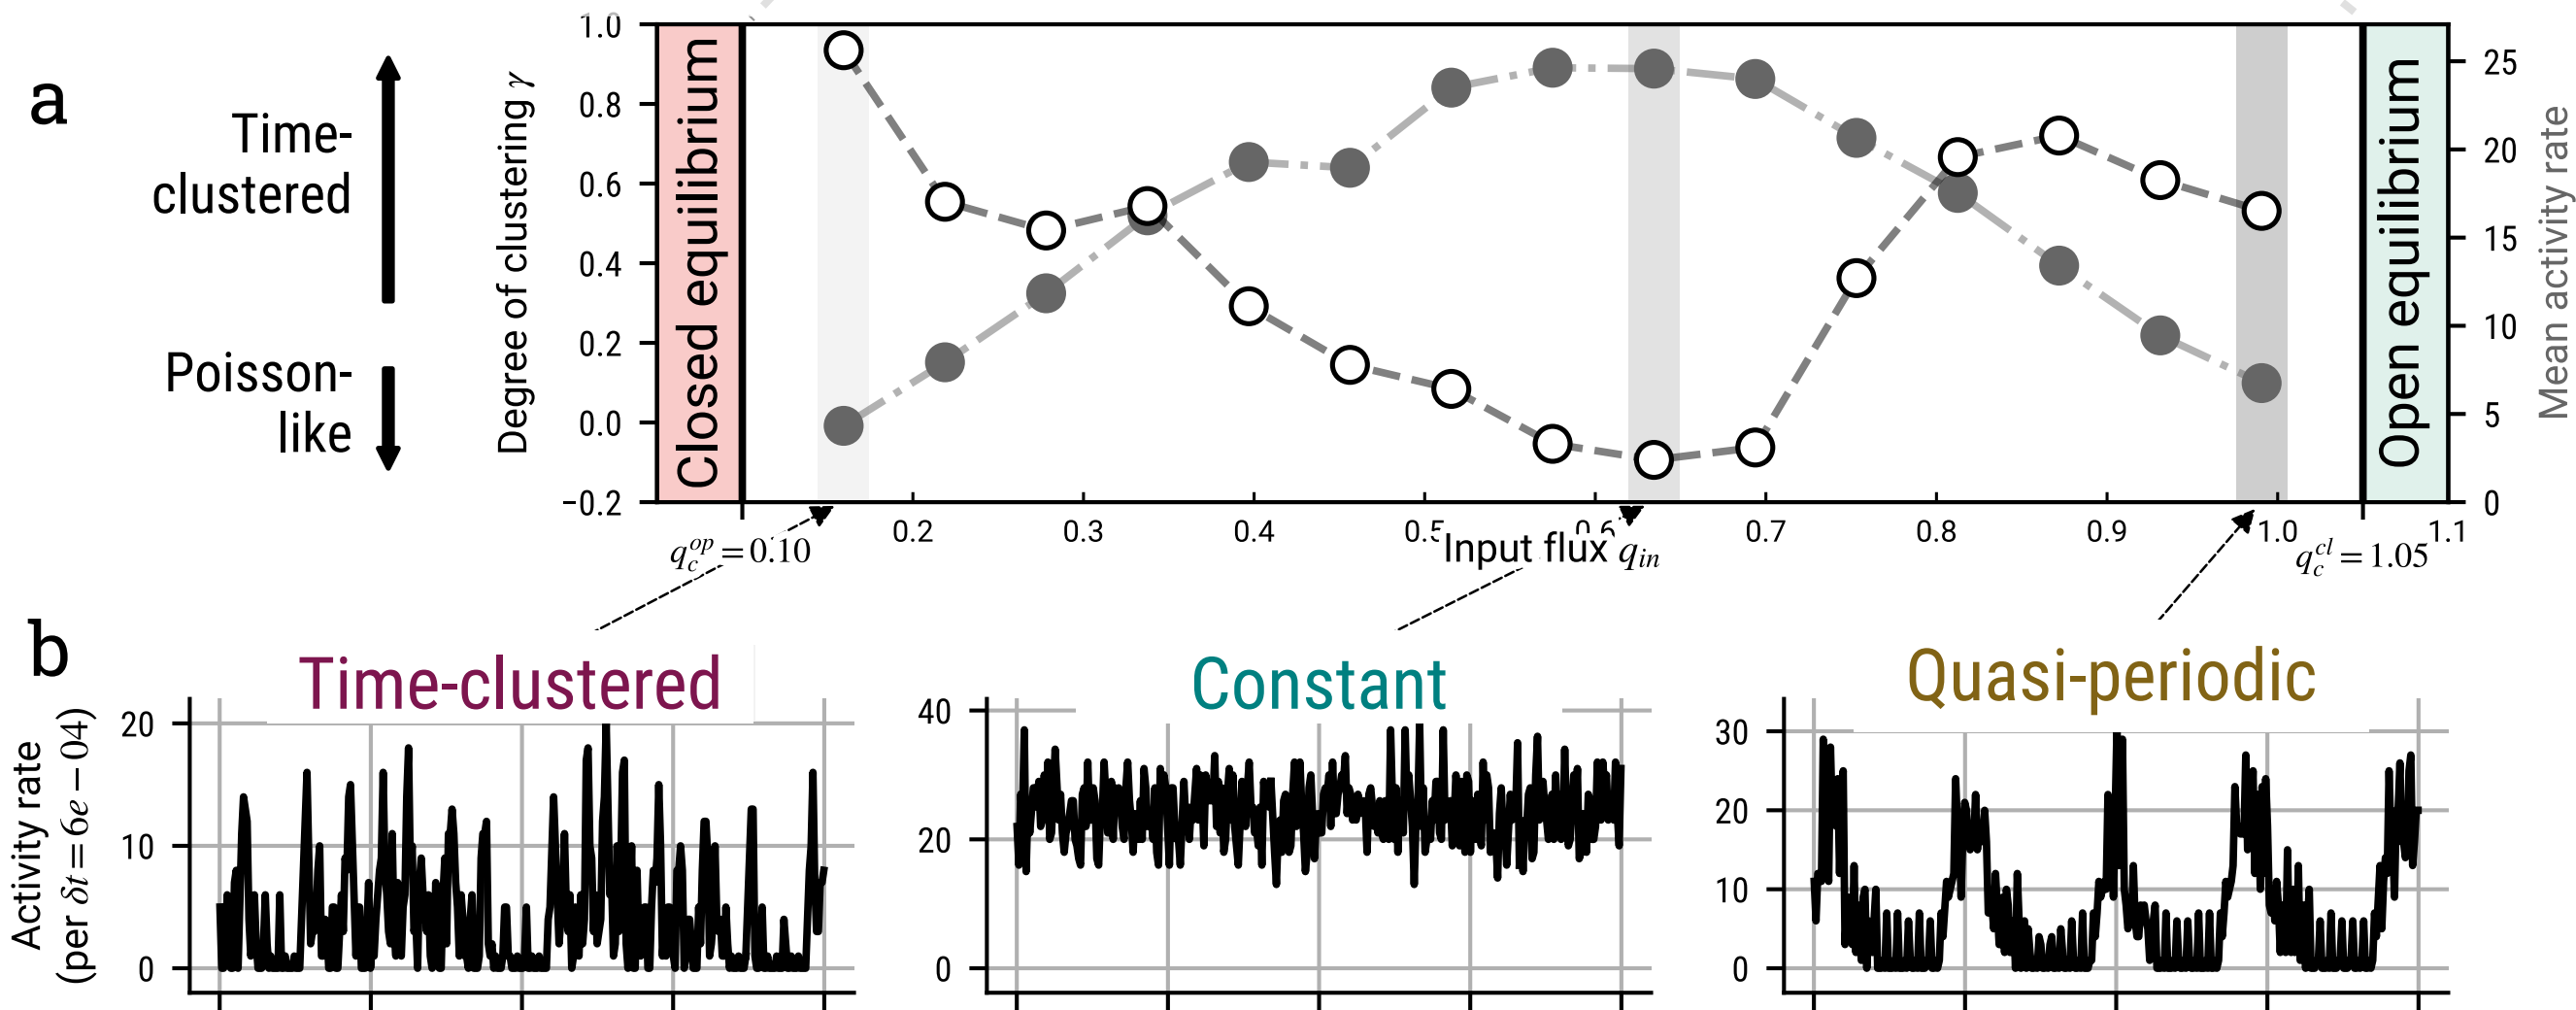 a
Time-
clustered
Poisson-
like
Degree of clustering γ
1.0
0.8
0.6
0.4
0.2
0.0
−0.2
Closed equilibrium
Open equilibrium
25
20
15
10
5
0
Mean activity rate
0.2
0.3
0.4
0.5
0.6
0.7
0.8
0.9
1.0
1.1
q_c^{op} = 0.10
Input flux q_{in}
q_c^{cl} = 1.05
b
Time-clustered
Constant
Quasi-periodic
Activity rate
(per δt = 6e − 04)
20
10
0
40
20
0
30
20
10
0